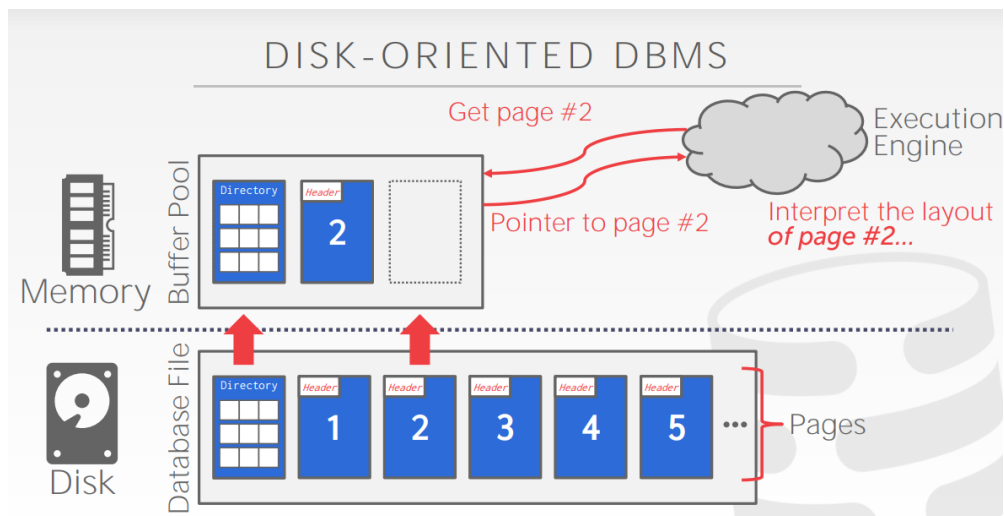 DISK-ORIENTED DBMS
Get page #2
Execution
Engine
Buffer Pool
Directory
Header
2
Pointer to page #2
Interpret the layout
of page #2...
Memory
Database File
Directory
Header
1
Header
2
Header
3
Header
4
Header
5
...
Pages
Disk